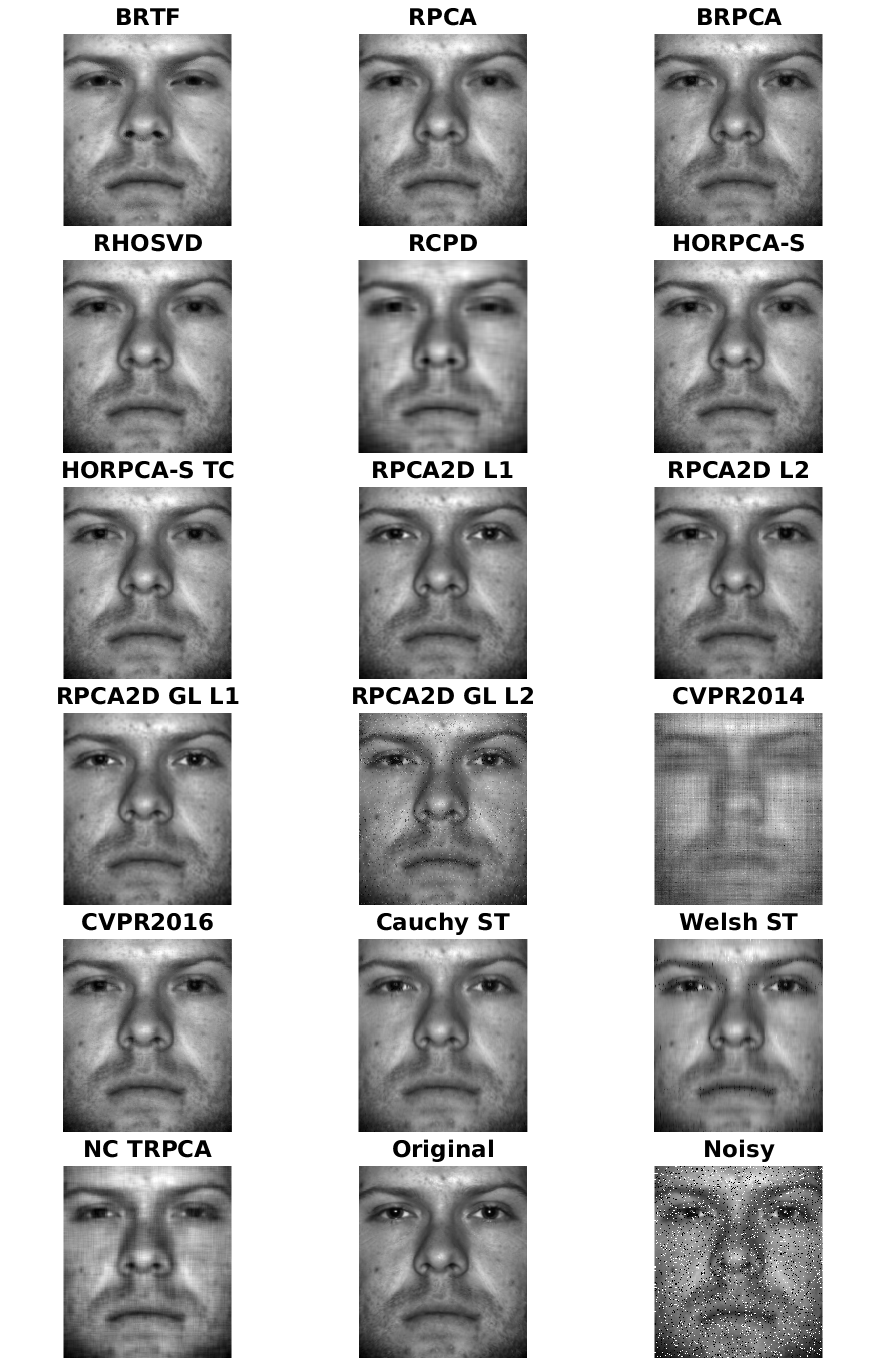 BRTF RPCA BRPCA
RHOSVD RCPD HORPCA-S
HORPCA-S TC RPCA2D L1 RPCA2D L2
RPCA2D GL L1 RPCA2D GL L2 CVPR2014
CVPR2016 Cauchy ST Welsh ST
NC TRPCA Original Noisy